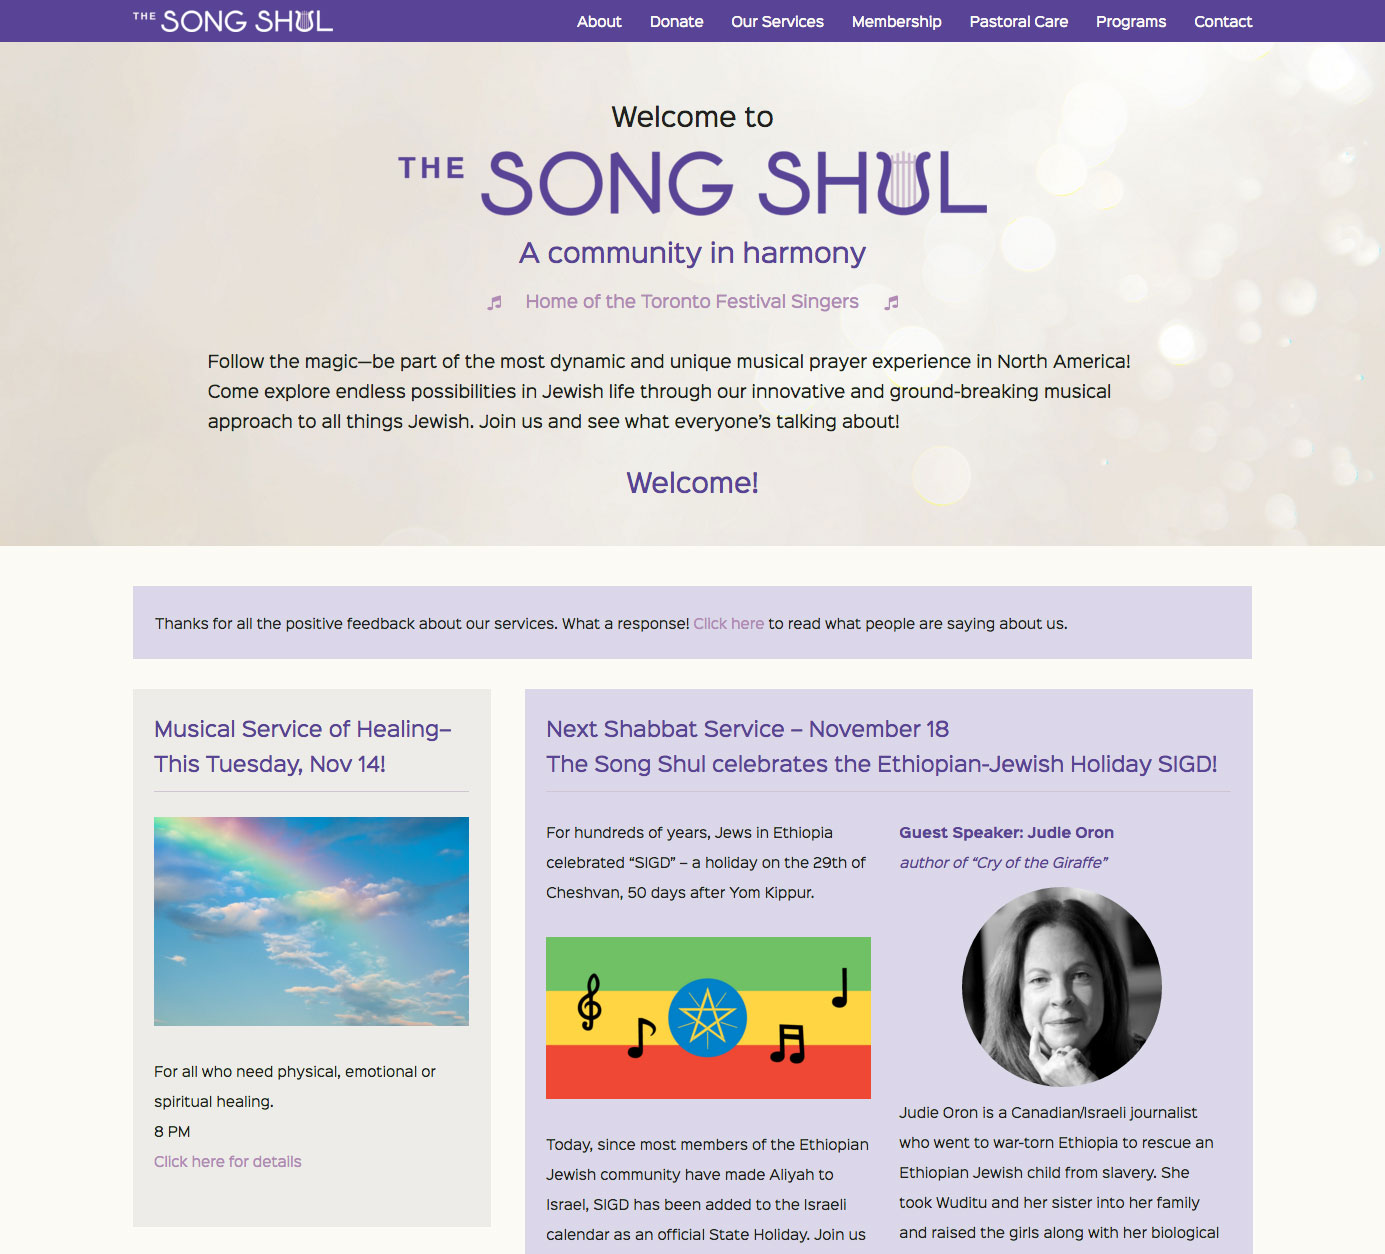 THE SONG SHUL
About Donate Our Services Membership Pastoral Care Programs Contact
Welcome to
THE SONG SHUL
A community in harmony
Home of the Toronto Festival Singers
Follow the magic—be part of the most dynamic and unique musical prayer experience in North America!
Come explore endless possibilities in Jewish life through our innovative and ground-breaking musical
approach to all things Jewish. Join us and see what everyone’s talking about!
Welcome!
Thanks for all the positive feedback about our services. What a response! Click here to read what people are saying about us.
Musical Service of Healing–
This Tuesday, Nov 14!
For all who need physical, emotional or
spiritual healing.
8 PM
Click here for details
Next Shabbat Service – November 18
The Song Shul celebrates the Ethiopian-Jewish Holiday SIGD!
For hundreds of years, Jews in Ethiopia
celebrated “SIGD” – a holiday on the 29th of
Cheshvan, 50 days after Yom Kippur.
Today, since most members of the Ethiopian
Jewish community have made Aliyah to
Israel, SIGD has been added to the Israeli
calendar as an official State Holiday. Join us
Guest Speaker: Judie Oron
author of “Cry of the Giraffe”
Judie Oron is a Canadian/Israeli journalist
who went to war-torn Ethiopia to rescue an
Ethiopian Jewish child from slavery. She
took Wuditu and her sister into her family
and raised the girls along with her biological